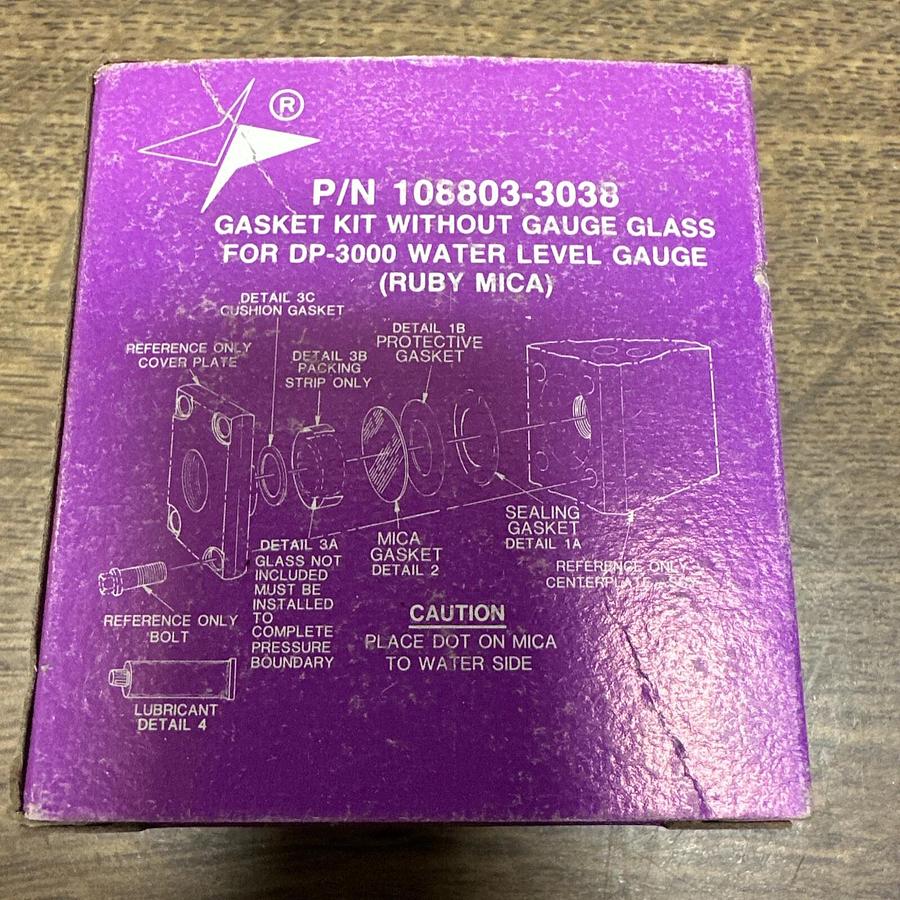 ®
P/N 108803-3038
GASKET KIT WITHOUT GAUGE GLASS
FOR DP-3000 WATER LEVEL GAUGE
(RUBY MICA)
DETAIL 3C
CUSHION GASKET
REFERENCE ONLY
COVER PLATE
DETAIL 3B
PACKING
STRIP ONLY
DETAIL 1B
PROTECTIVE
GASKET
SEALING
GASKET
DETAIL 1A
MICA
GASKET
DETAIL 2
REFERENCE ONLY
CENTERPLATE
DETAIL 3A
GLASS NOT
INCLUDED
MUST BE
INSTALLED
TO
COMPLETE
PRESSURE
BOUNDARY
REFERENCE ONLY
BOLT
CAUTION
PLACE DOT ON MICA
TO WATER SIDE
LUBRICANT
DETAIL 4